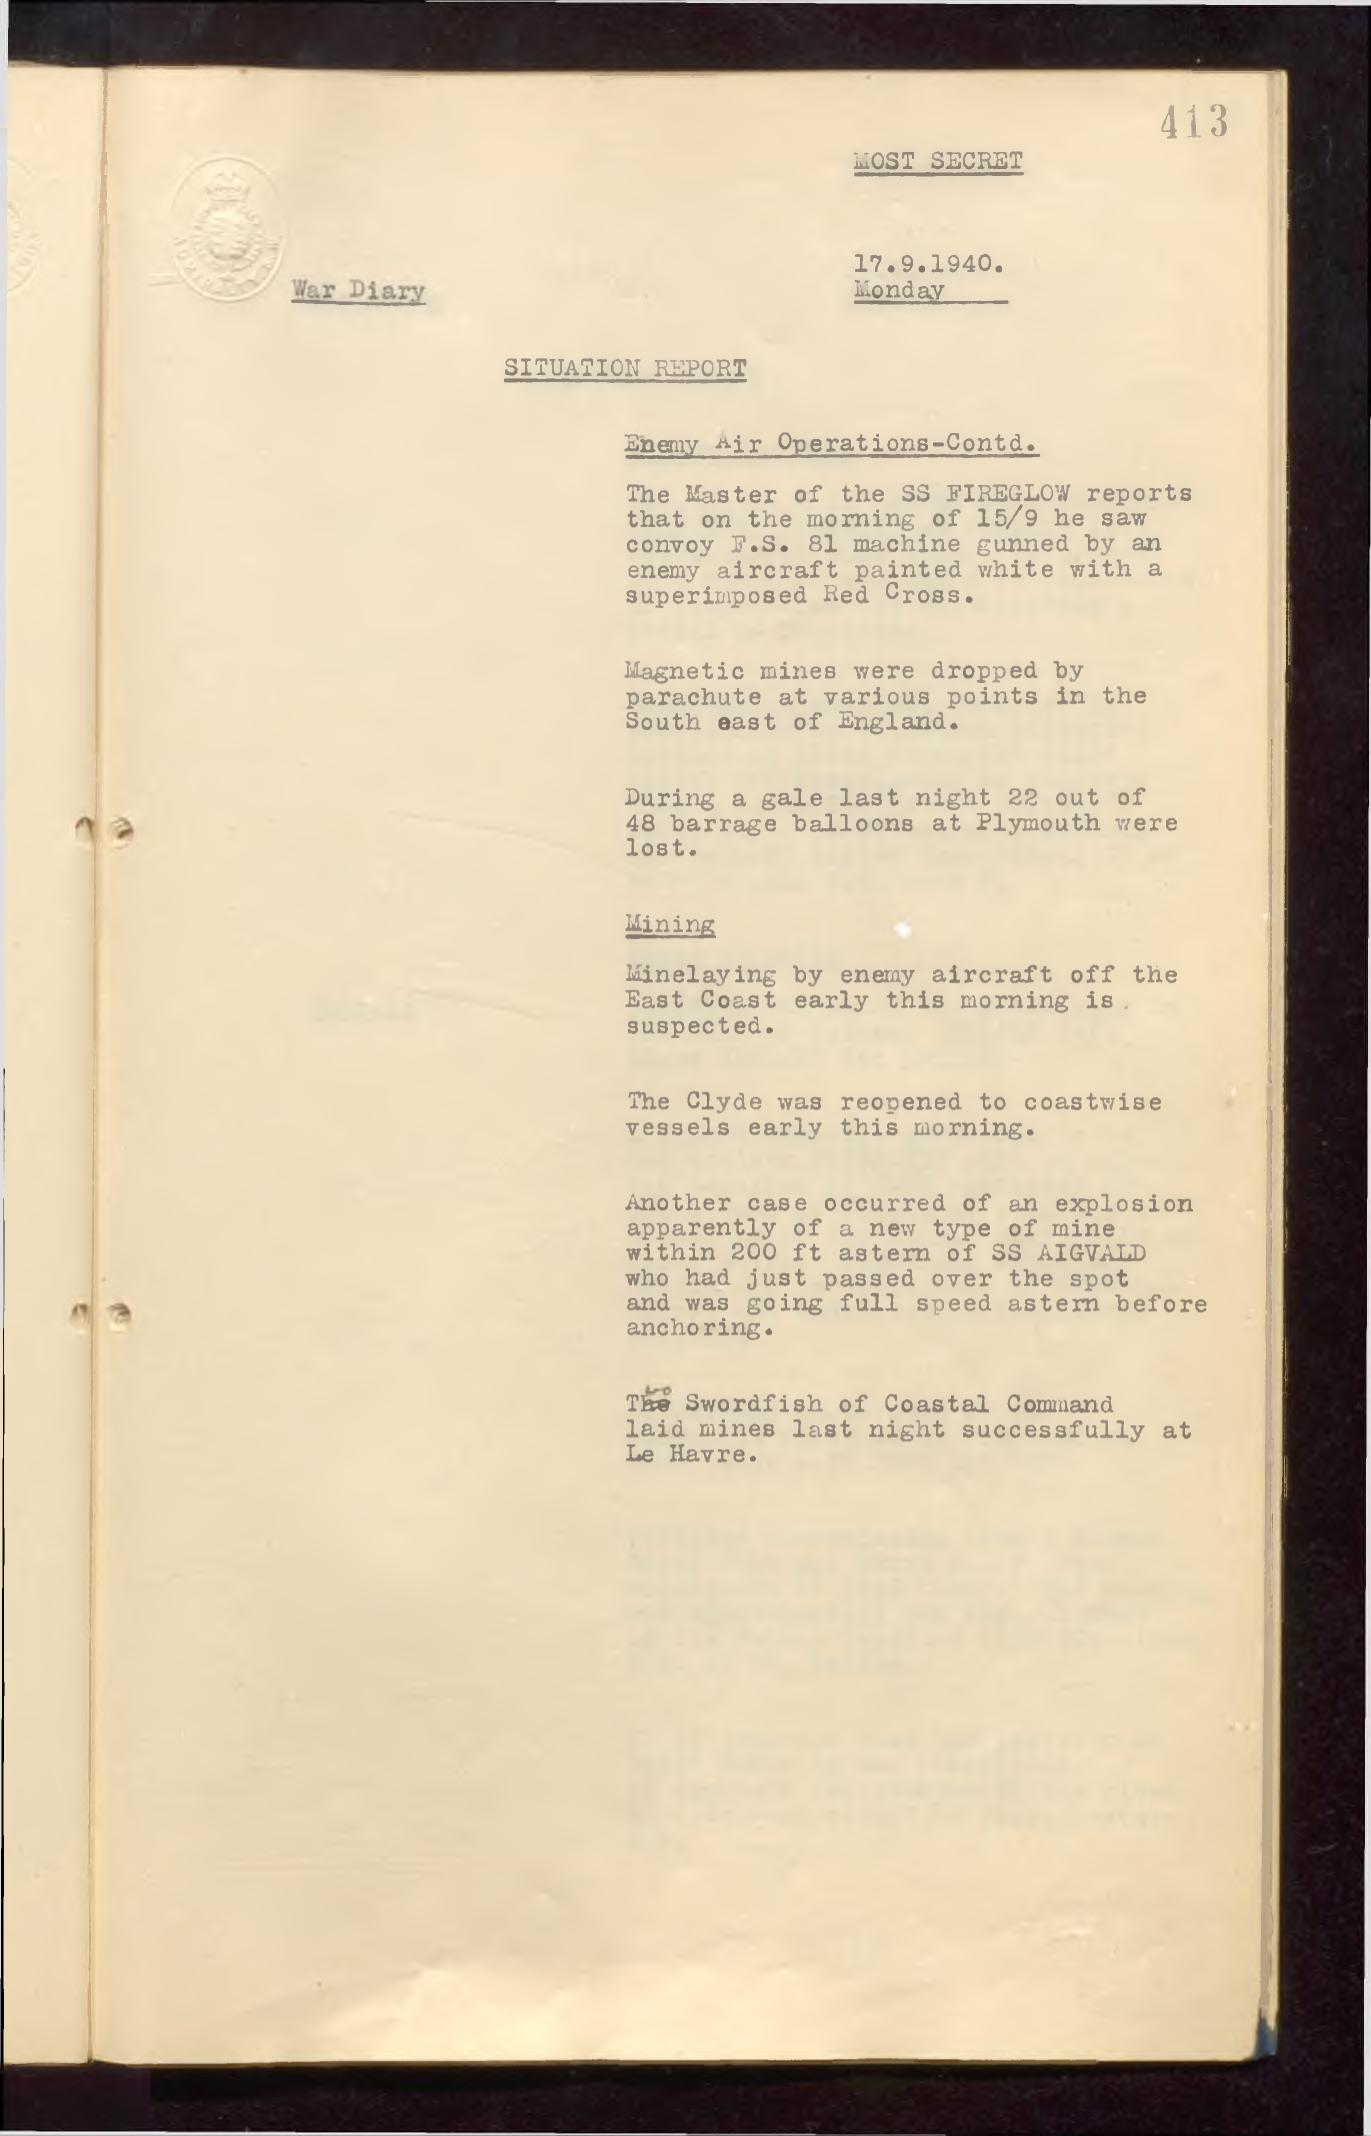 413
MOST SECRET
17.9.1940.
War Diary
Monday
SITUATION REPORT
Enemy Air Operations-Contd.
The Master of the SS FIREGLOW reports
that on the morning of 15/9 he saw
convoy F.S. 81 machine gunned by an
enemy aircraft painted white with a
superimposed Red Cross.
Magnetic mines were dropped by
parachute at various points in the
South east of England.
During a gale last night 22 out of
48 barrage balloons at Plymouth were
lost.
Mining
Minelaying by enemy aircraft off the
East Coast early this morning is.
suspected.
The Clyde was reopened to coastwise
vessels early this morning.
Another case occurred of an explosion
apparently of a new type of mine
within 200 ft astern of SS AIGVALD
who had just passed over the spot
and was going full speed astern before
anchoring.
Two Swordfish of Coastal Command
laid mines last night successfully at
Le Havre.